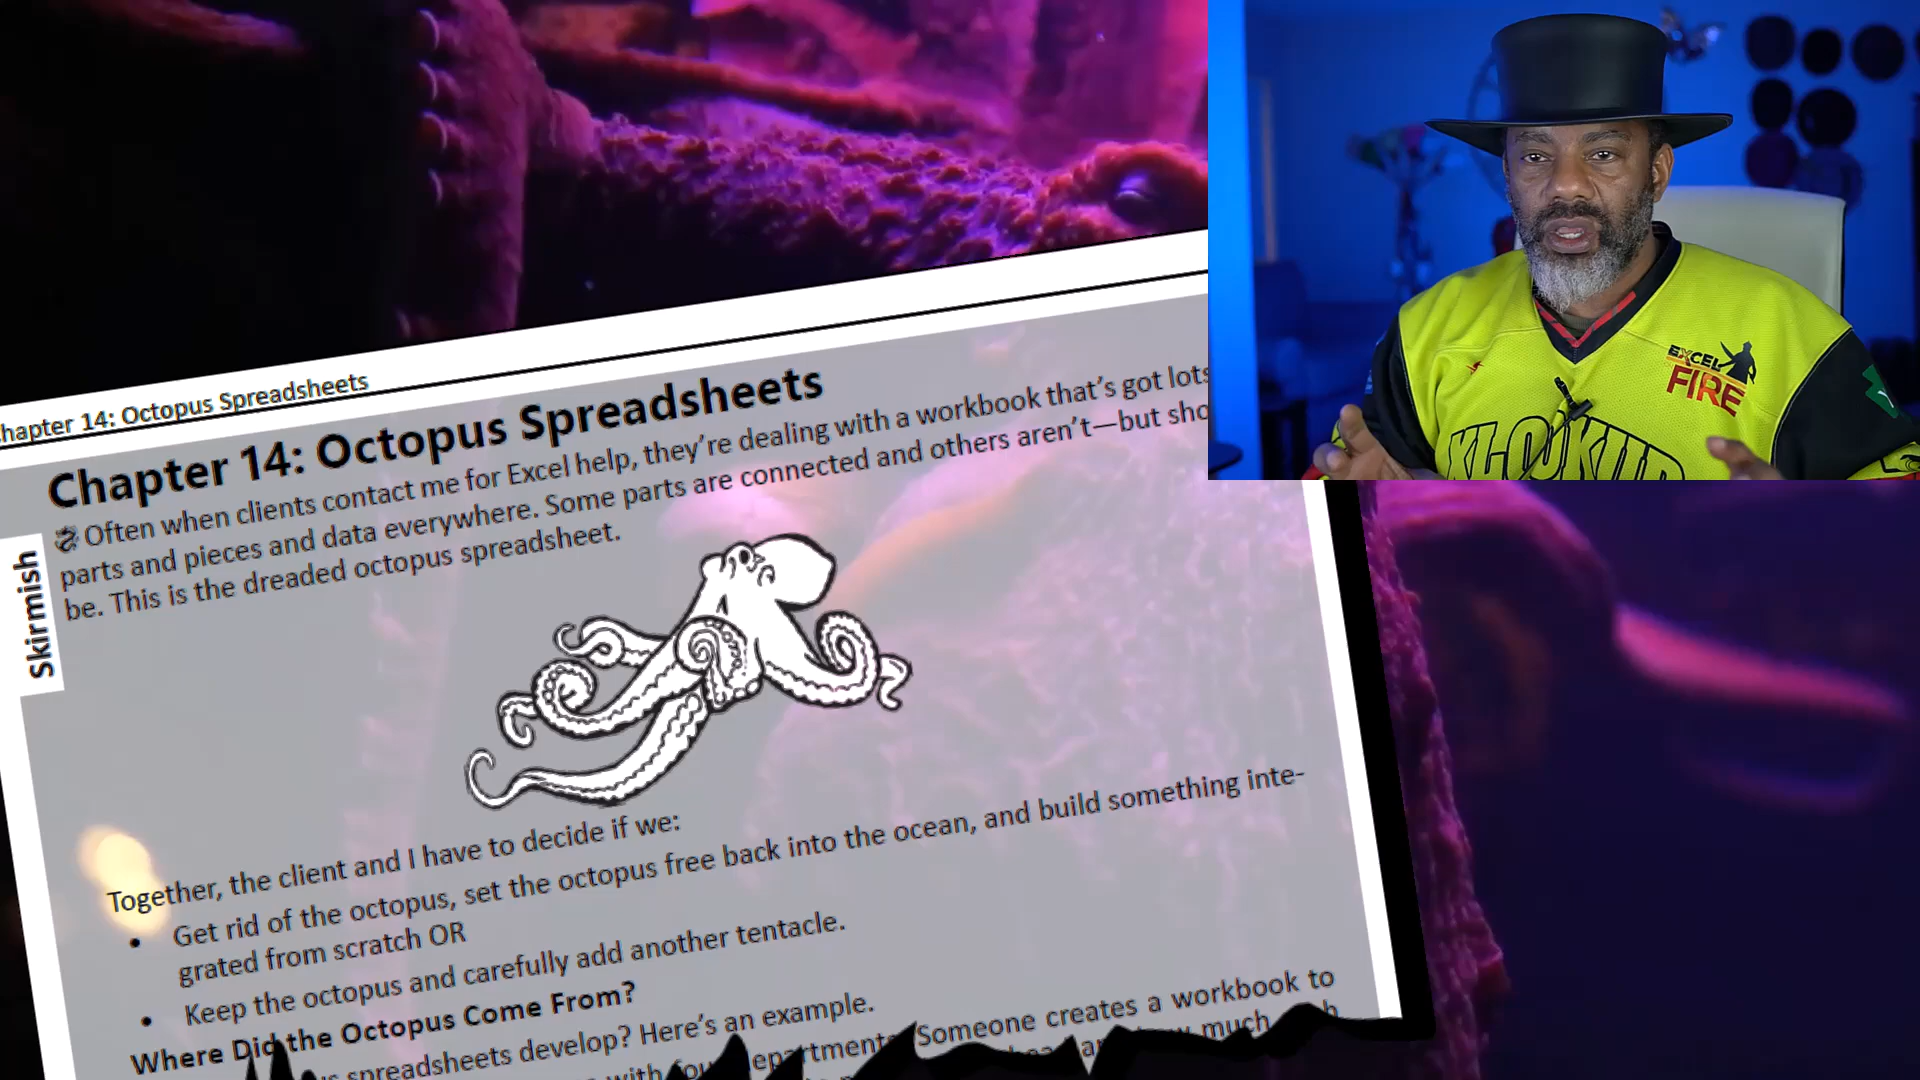 Chapter 14: Octopus Spreadsheets
Chapter 14: Octopus Spreadsheets
Often when clients contact me for Excel help, they're dealing with a workbook that's got lots
parts and pieces and data everywhere. Some parts are connected and others aren't—but sho
be. This is the dreaded octopus spreadsheet.
Skirmish
Together, the client and I have to decide if we:
• Get rid of the octopus, set the octopus free back into the ocean, and build something inte-
grated from scratch OR
• Keep the octopus and carefully add another tentacle.
Where Did the Octopus Come From?
spreadsheets develop? Here's an example.
with departments. Someone creates a workbook to
much
EXCEL
FIRE
XLOOKUP